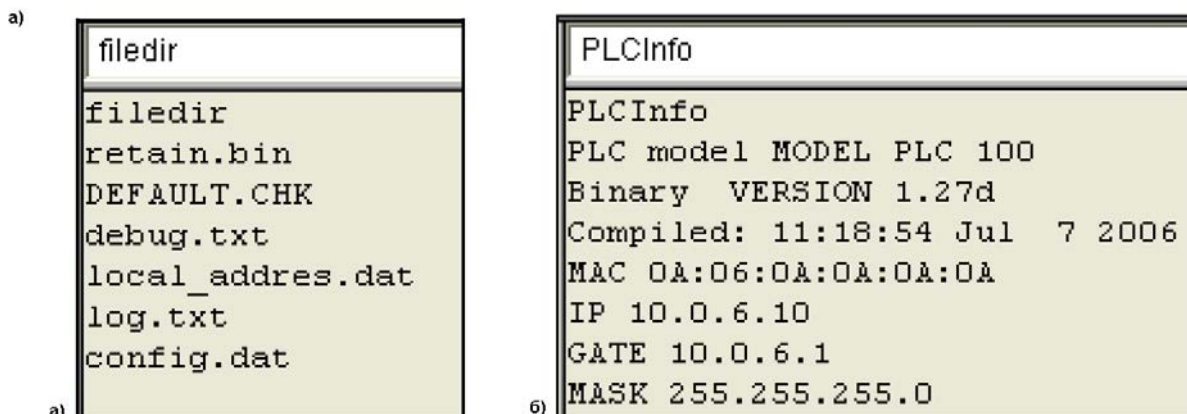 а)
filedir
filedir
retain.bin
DEFAULT.CHK
debug.txt
local_addres.dat
log.txt
config.dat
а)
PLCInfo
PLCInfo
PLC model MODEL PLC 100
Binary  VERSION 1.27d
Compiled: 11:18:54 Jul  7 2006
MAC 0A:06:0A:0A:0A:0A
IP 10.0.6.10
GATE 10.0.6.1
MASK 255.255.255.0
б)